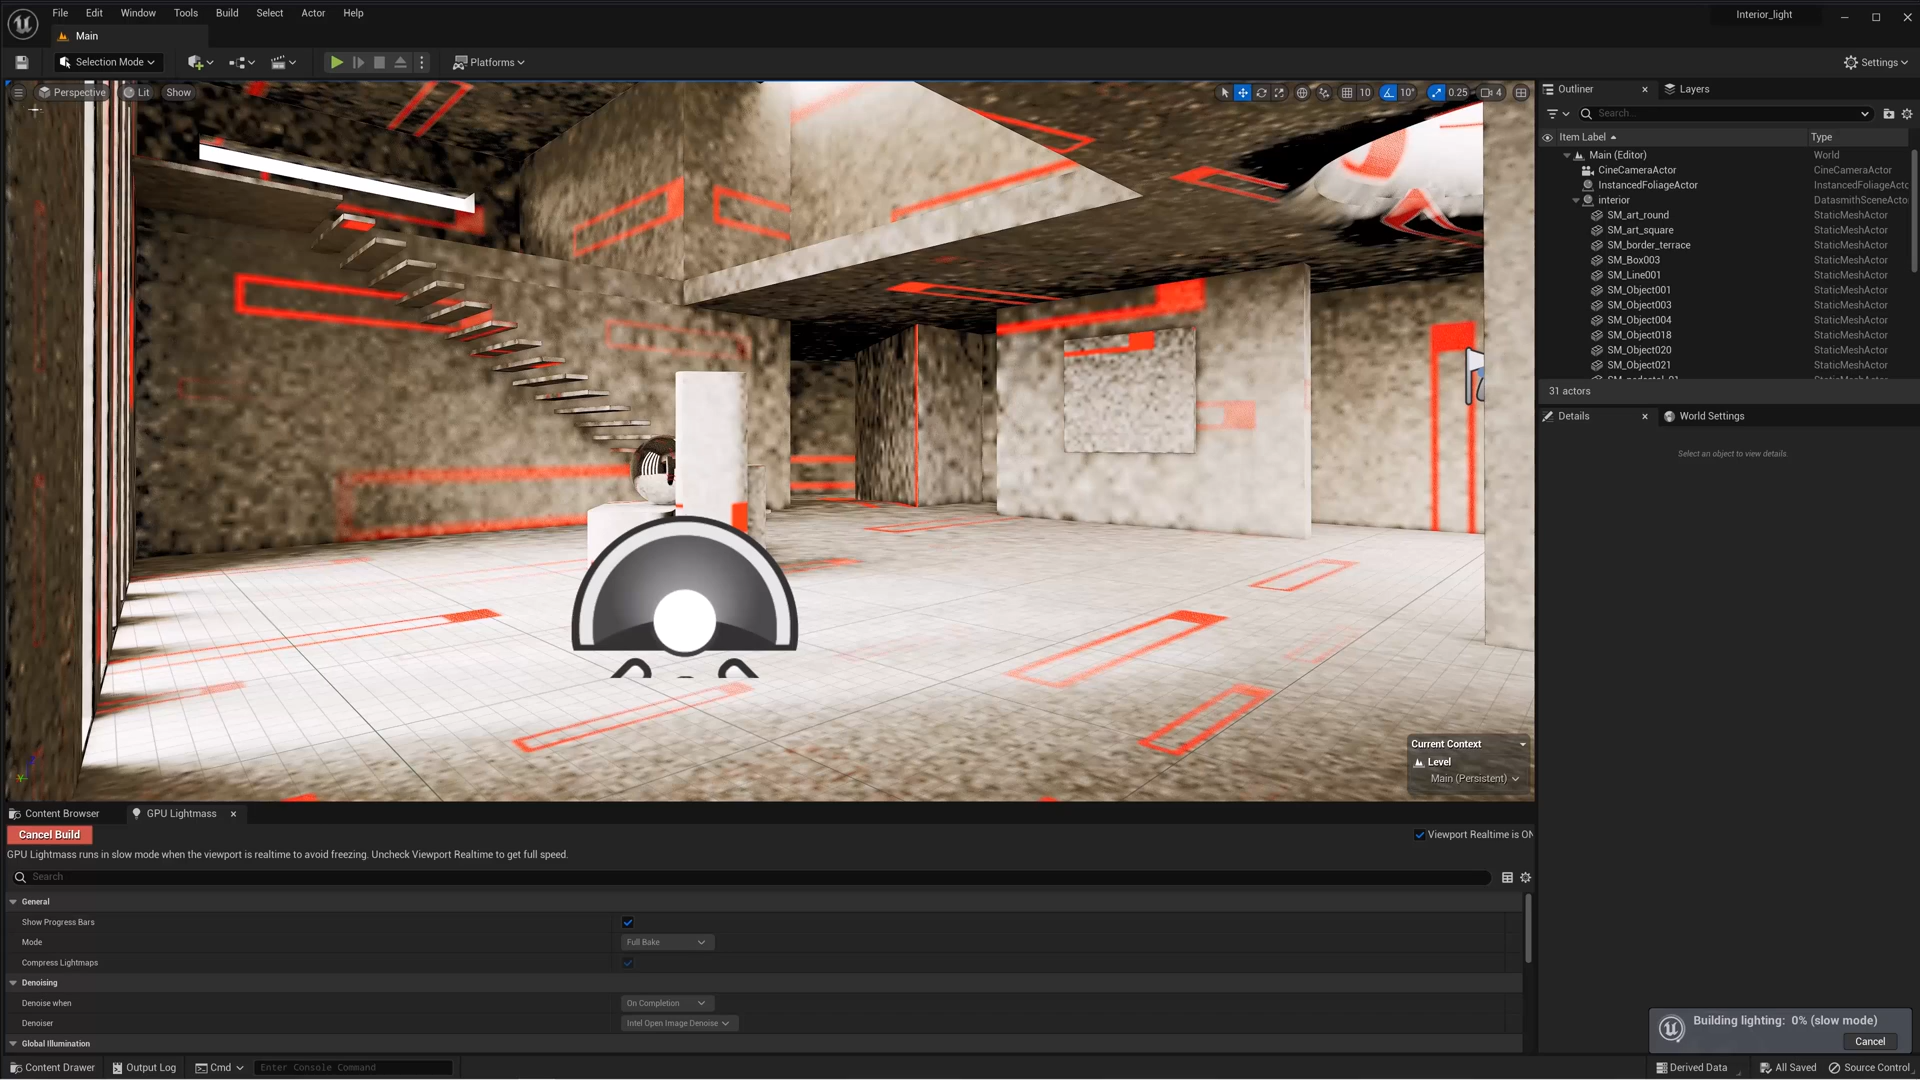 File Edit Window Tools Build Select Actor Help
Interior_light
Main
Selection Mode
Platforms
Settings
Perspective Lit Show
10 10° 0.25 4
Outliner
Layers
Search...
Item Label Type
Main (Editor) World
CineCameraActor CineCameraActor
InstancedFoliageActor InstancedFoliageActc
interior DatasmithSceneActo
SM_art_round StaticMeshActor
SM_art_square StaticMeshActor
SM_border_terrace StaticMeshActor
SM_Box003 StaticMeshActor
SM_Line001 StaticMeshActor
SM_Object001 StaticMeshActor
SM_Object003 StaticMeshActor
SM_Object004 StaticMeshActor
SM_Object018 StaticMeshActor
SM_Object020 StaticMeshActor
SM_Object021 StaticMeshActor
31 actors
Details
World Settings
Select an object to view details
Current Context
Level
Main (Persistent)
Content Browser
GPU Lightmass
Cancel Build
Viewport Realtime is ON
GPU Lightmass runs in slow mode when the viewport is realtime to avoid freezing. Uncheck Viewport Realtime to get full speed.
Search
General
Show Progress Bars
Mode Full Bake
Compress Lightmaps
Denoising
Denoise when On Completion
Denoiser Intel Open Image Denoise
Global Illumination
Building lighting: 0% (slow mode)
Cancel
Content Drawer
Output Log
Cmd
Enter Console Command
Derived Data
All Saved
Source Control